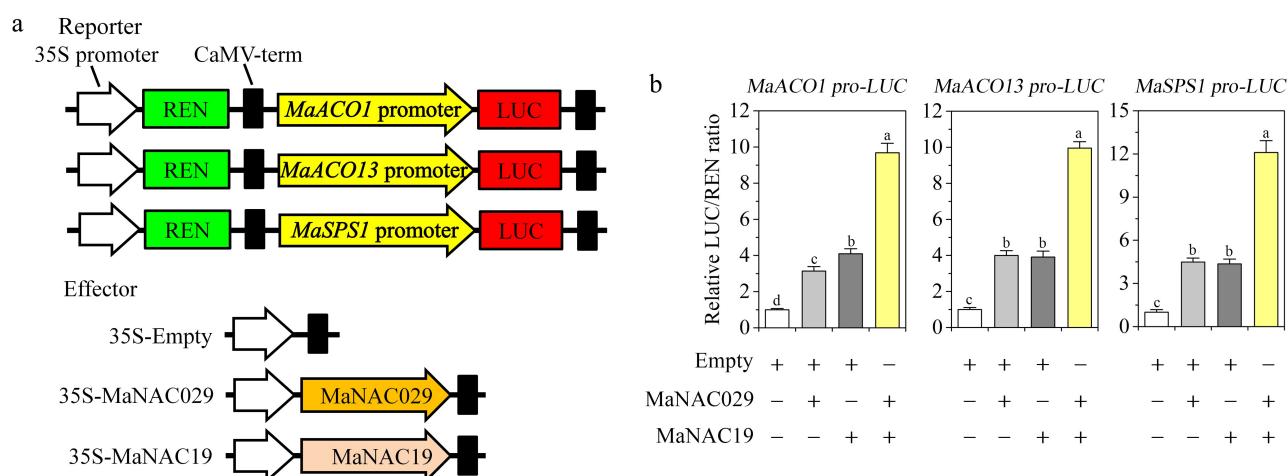 a
Reporter
35S promoter
CaMV-term
REN MaACO1 promoter LUC
REN MaACO13 promoter LUC
REN MaSPS1 promoter LUC
Effector
35S-Empty
35S-MaNAC029 MaNAC029
35S-MaNAC19 MaNAC19
b
MaACO1 pro-LUC MaACO13 pro-LUC MaSPS1 pro-LUC
Relative LUC/REN ratio
12
10
8
6
4
2
0
d c b a
12
10
8
6
4
2
0
c b b a
15
12
9
6
3
0
c b b a
Empty + + + − + + + − + + + −
MaNAC029 − + − + − + − + − + − +
MaNAC19 − − + + − − + + − − + +